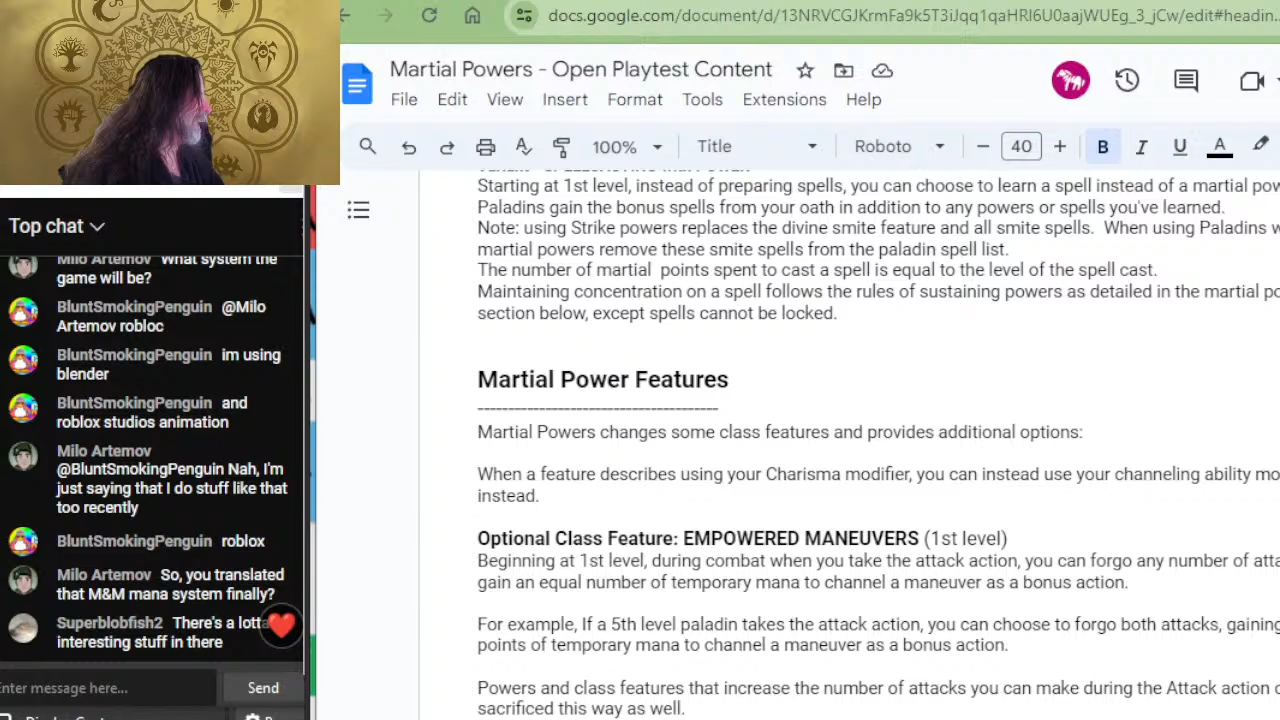 docs.google.com/document/d/13NRVCGJKrmFa9k5T3iJqq1qaHRl6U0aajWUEg_3_jCw/edit#headin...
Martial Powers - Open Playtest Content
File Edit View Insert Format Tools Extensions Help
100% Title Roboto 40 B I U A
Starting at 1st level, instead of preparing spells, you can choose to learn a spell instead of a martial pow
Paladins gain the bonus spells from your oath in addition to any powers or spells you've learned.
Note: using Strike powers replaces the divine smite feature and all smite spells. When using Paladins w
martial powers remove these smite spells from the paladin spell list.
The number of martial points spent to cast a spell is equal to the level of the spell cast.
Maintaining concentration on a spell follows the rules of sustaining powers as detailed in the martial po
section below, except spells cannot be locked.
Martial Power Features
---------------------------------------
Martial Powers changes some class features and provides additional options:
When a feature describes using your Charisma modifier, you can instead use your channeling ability mo
instead.
Optional Class Feature: EMPOWERED MANEUVERS (1st level)
Beginning at 1st level, during combat when you take the attack action, you can forgo any number of atta
gain an equal number of temporary mana to channel a maneuver as a bonus action.
For example, If a 5th level paladin takes the attack action, you can choose to forgo both attacks, gaining
points of temporary mana to channel a maneuver as a bonus action.
Powers and class features that increase the number of attacks you can make during the Attack action c
sacrificed this way as well.
Top chat
Milo Artemov What system the
game will be?
BluntSmokingPenguin @Milo
Artemov robloc
BluntSmokingPenguin im using
blender
BluntSmokingPenguin and
roblox studios animation
Milo Artemov
@BluntSmokingPenguin Nah, I'm
just saying that I do stuff like that
too recently
BluntSmokingPenguin roblox
Milo Artemov So, you translated
that M&M mana system finally?
Superblobfish2 There's a lotta
interesting stuff in there
Enter message here...
Send